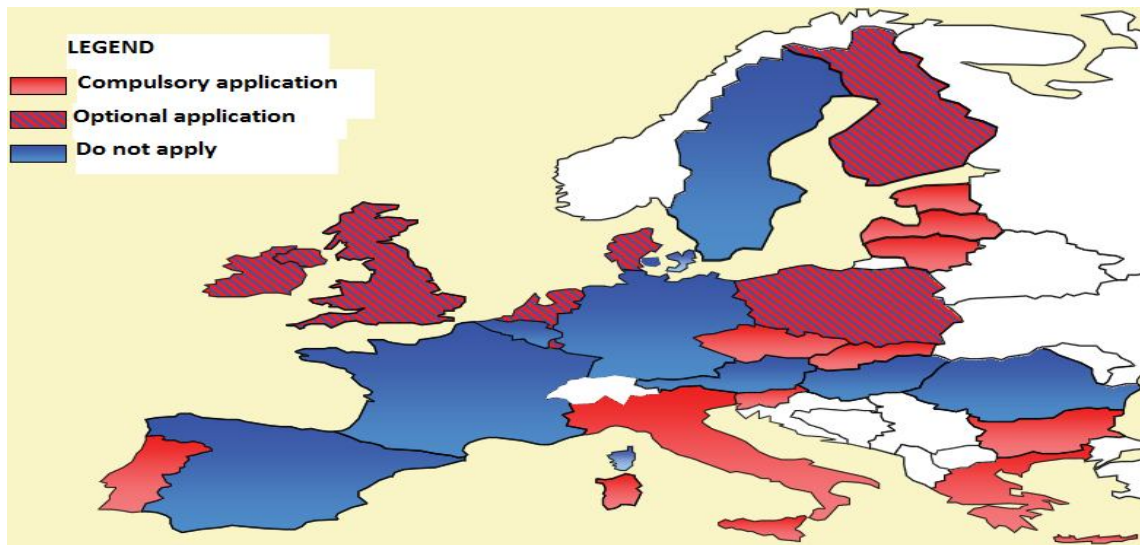 LEGEND
Compulsory application
Optional application
Do not apply